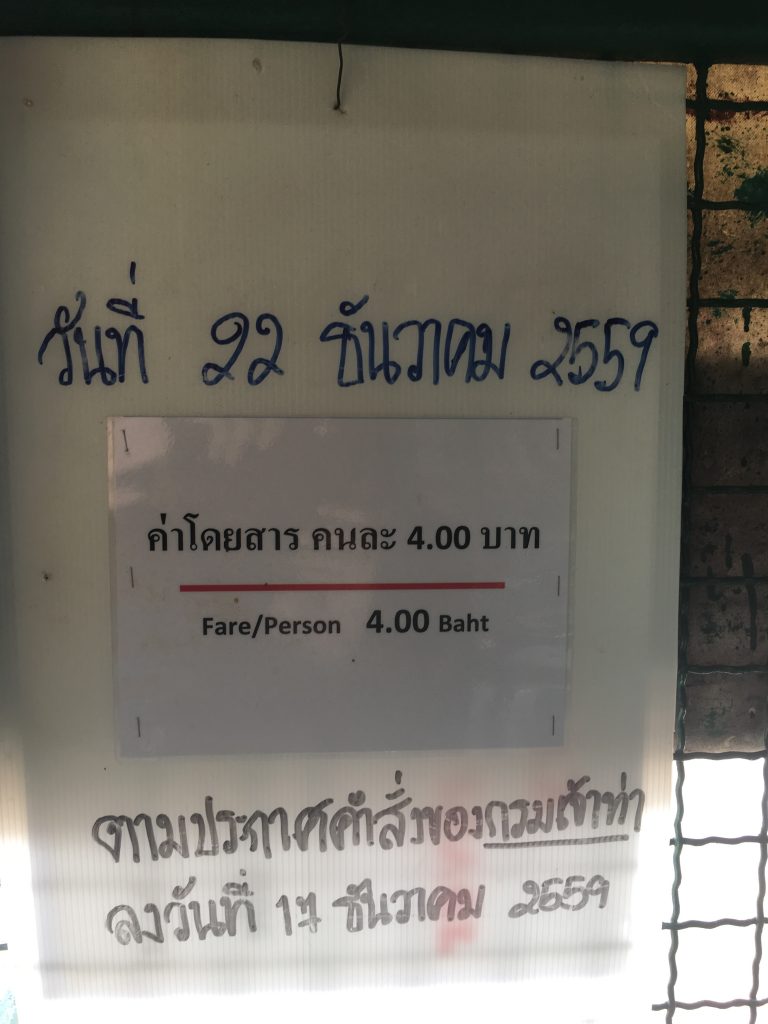 วันที่ 22 ธันวาคม 2559
ค่าโดยสาร คนละ 4.00 บาท
Fare/Person 4.00 Baht
ตามประกาศคำสั่งของกรมเจ้าท่า
ลงวันที่ 17 ธันวาคม 2559